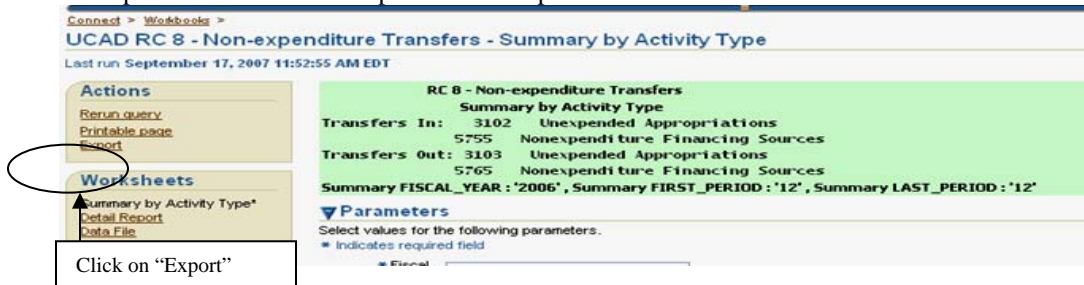 Connect > Workbooks >
UCAD RC 8 - Non-expenditure Transfers - Summary by Activity Type
Last run September 17, 2007 11:52:55 AM EDT
Actions
Rerun query
Printable page
Export
Worksheets
Summary by Activity Type*
Detail Report
Data File
Click on “Export”
RC 8 - Non-expenditure Transfers
Summary by Activity Type
Transfers In: 3102 Unexpended Appropriations
5755 Nonexpenditure Financing Sources
Transfers Out: 3103 Unexpended Appropriations
5765 Nonexpenditure Financing Sources
Summary FISCAL_YEAR : '2006' , Summary FIRST_PERIOD : '12' , Summary LAST_PERIOD : '12'
Parameters
Select values for the following parameters.
* Indicates required field
* Fiscal